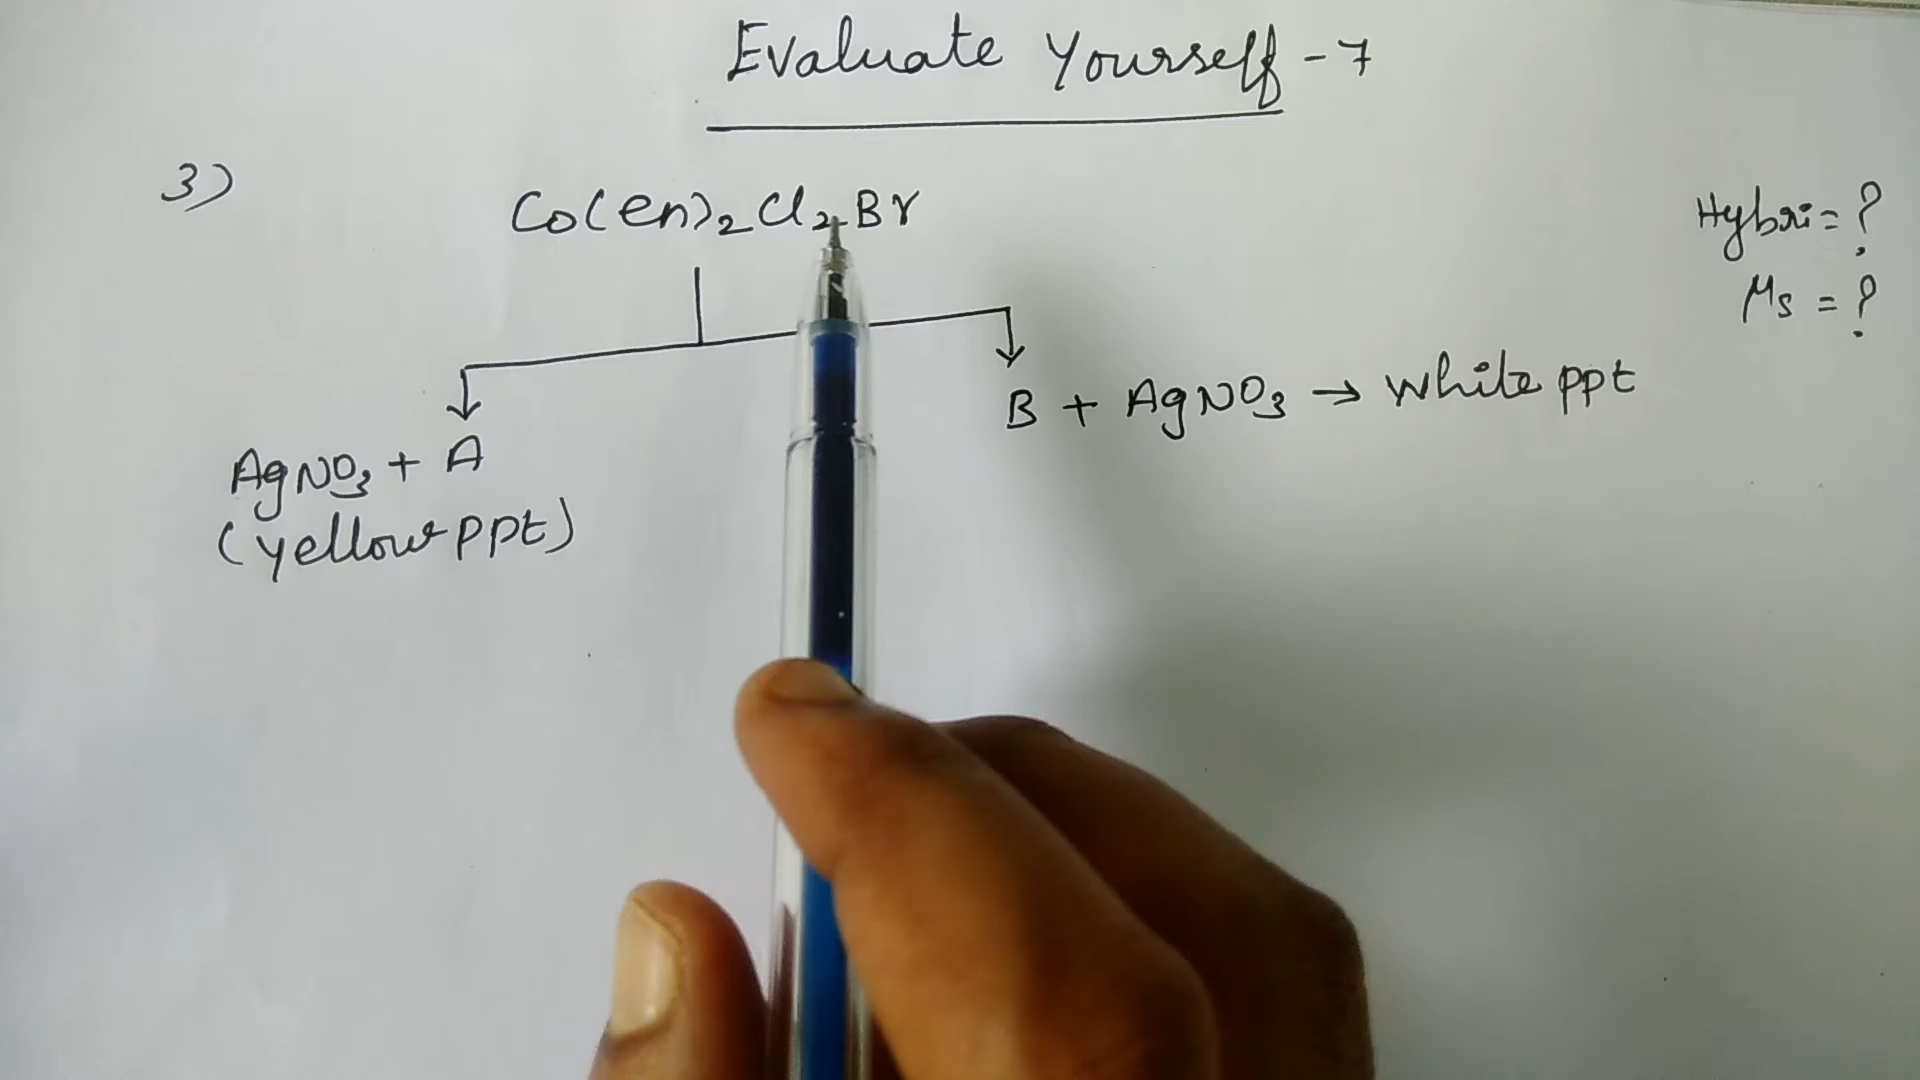 Evaluate Yourself - 7
3)
Co(en)₂Cl₂Br
Hybri = ?
μs = ?
B + AgNO₃ → White ppt
AgNO₃ + A
(Yellow ppt)